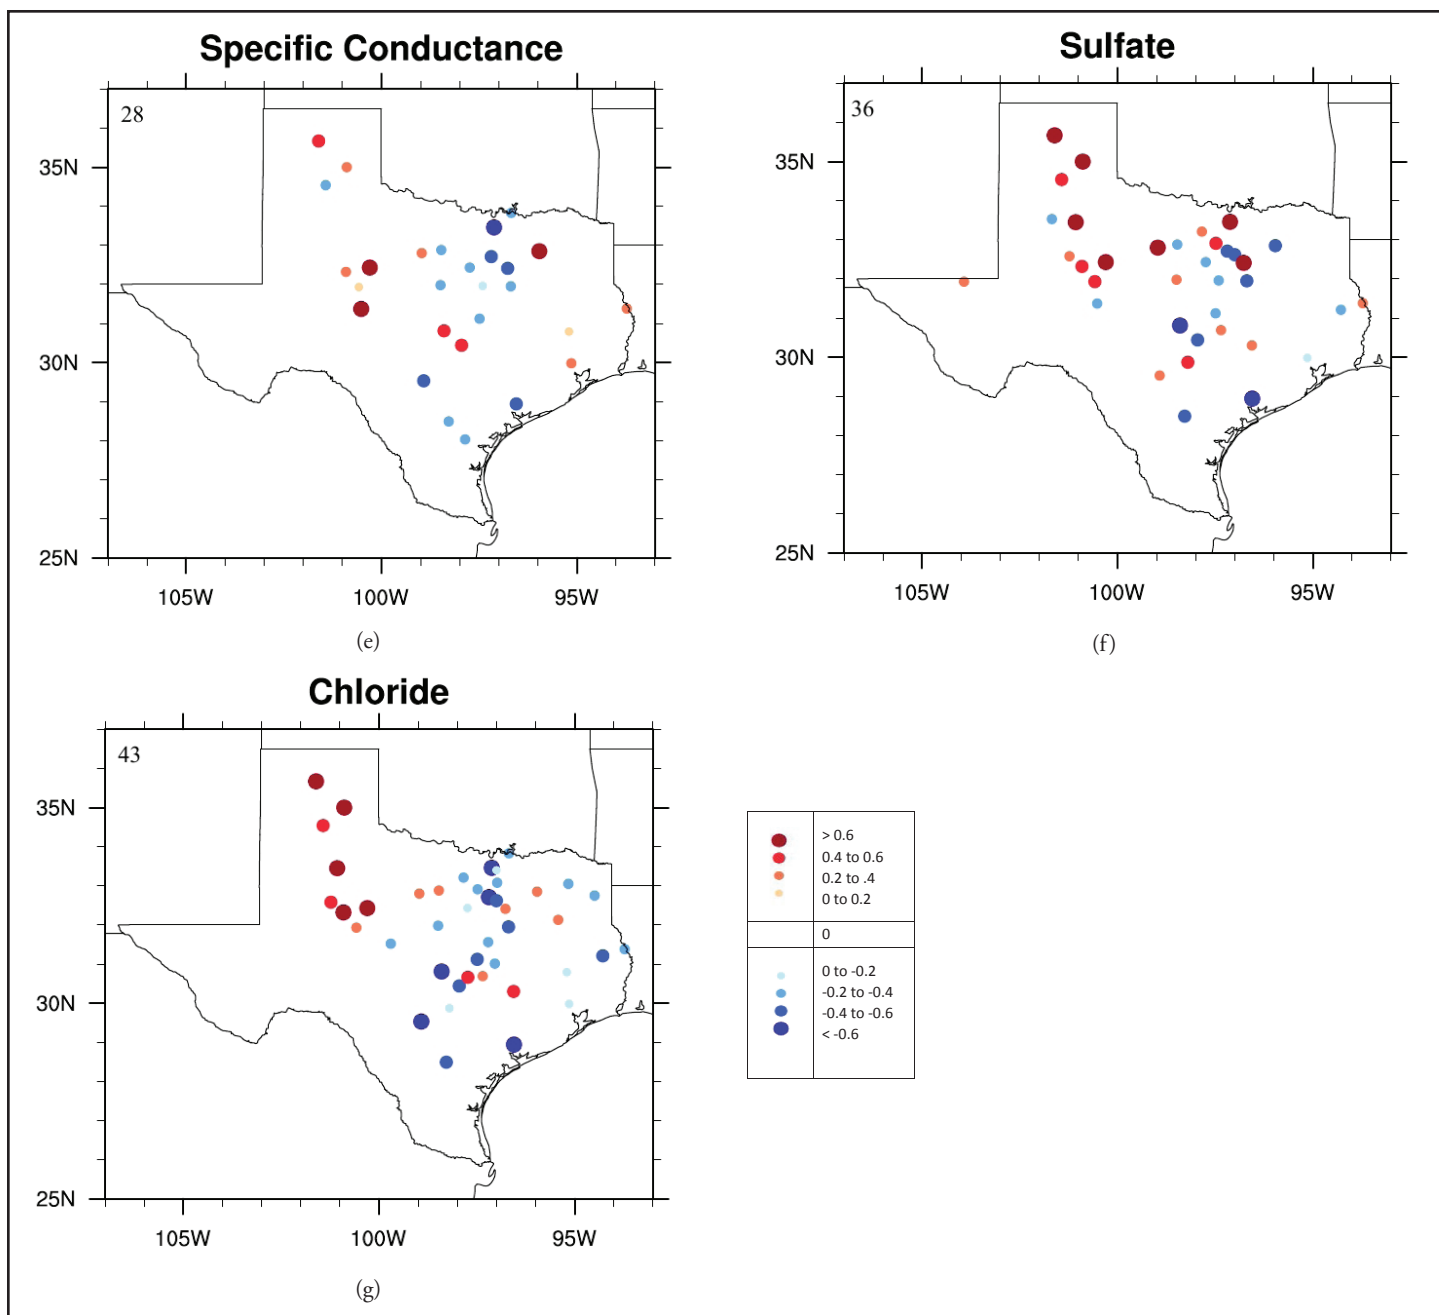 Specific Conductance
28
35N
30N
25N
105W
100W
95W
(e)
Sulfate
36
35N
30N
25N
105W
100W
95W
(f)
Chloride
43
35N
30N
25N
105W
100W
95W
(g)
> 0.6
0.4 to 0.6
0.2 to .4
0 to 0.2
0
0 to -0.2
-0.2 to -0.4
-0.4 to -0.6
< -0.6